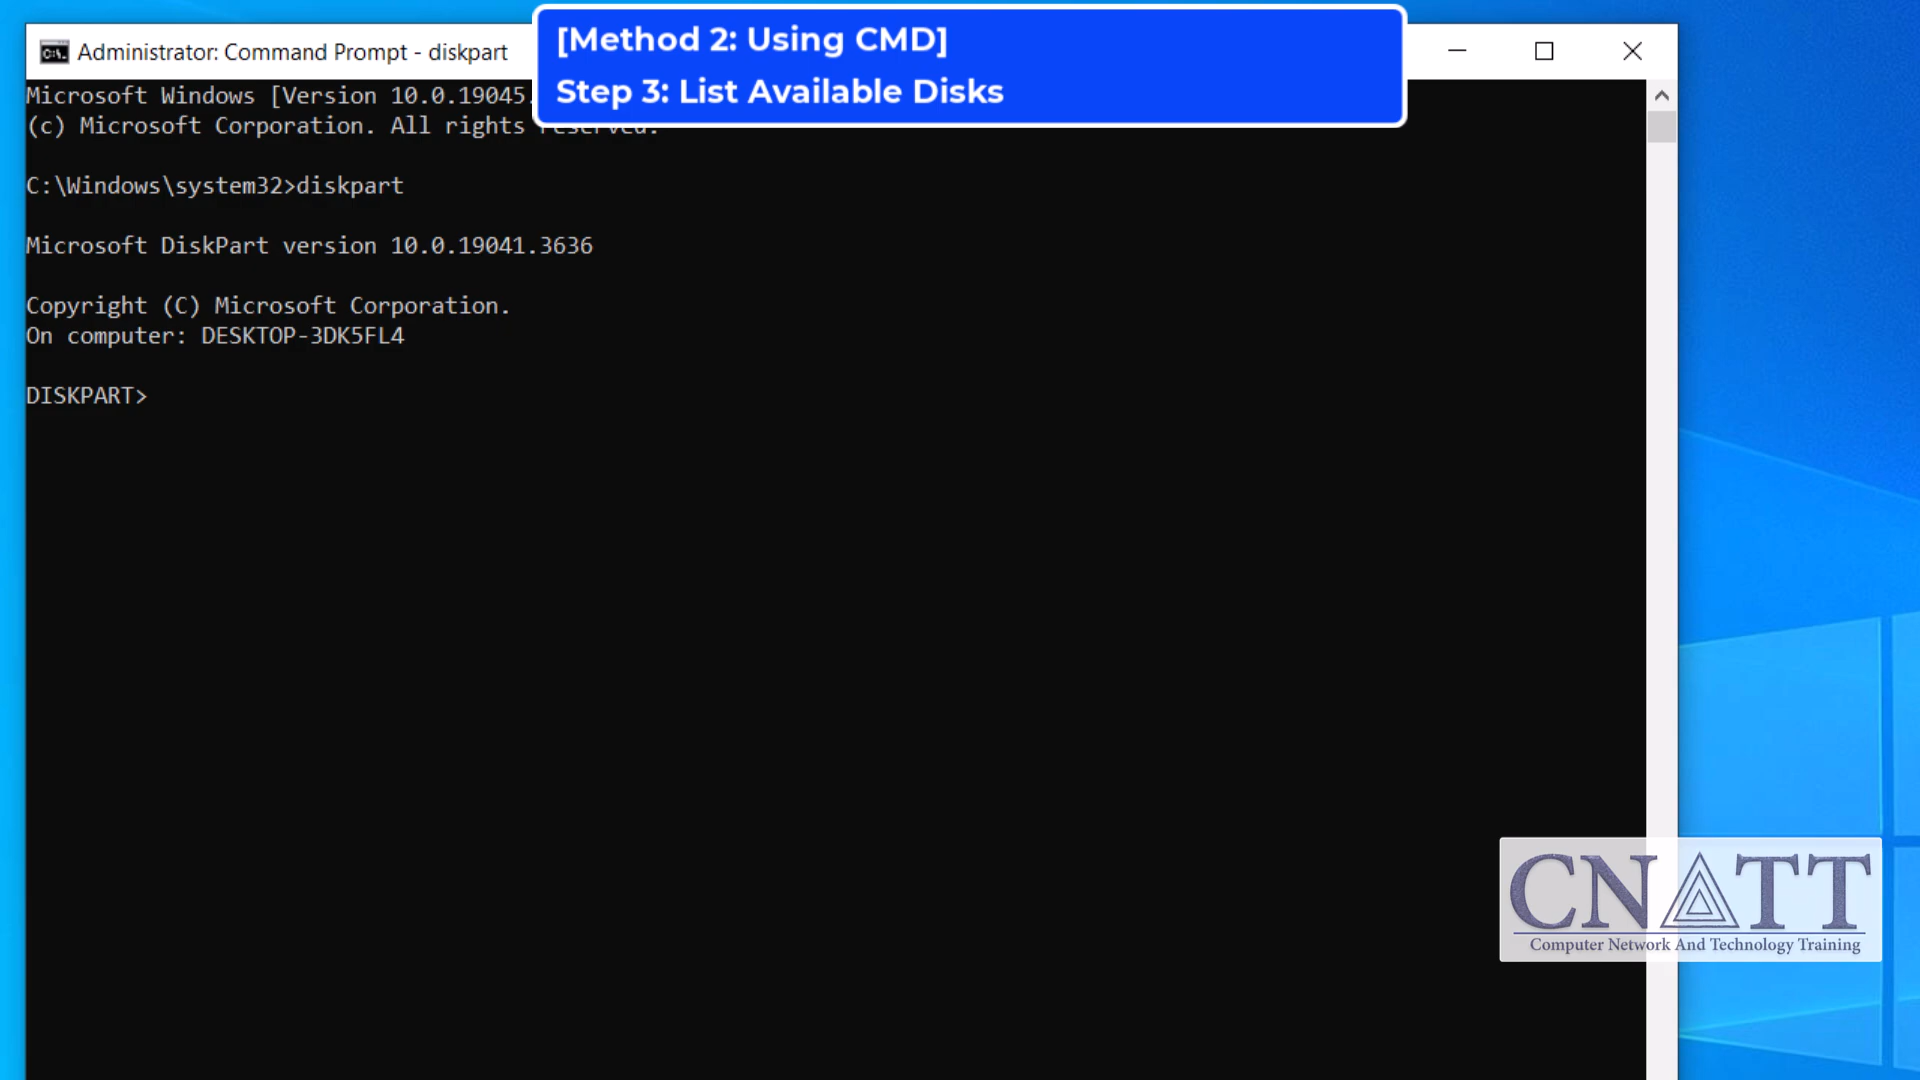 [Method 2: Using CMD]
Step 3: List Available Disks
Administrator: Command Prompt - diskpart
Microsoft Windows [Version 10.0.19045.
(c) Microsoft Corporation. All rights reserved.
C:\Windows\system32>diskpart
Microsoft DiskPart version 10.0.19041.3636
Copyright (C) Microsoft Corporation.
On computer: DESKTOP-3DK5FL4
DISKPART>
CNATT
Computer Network And Technology Training